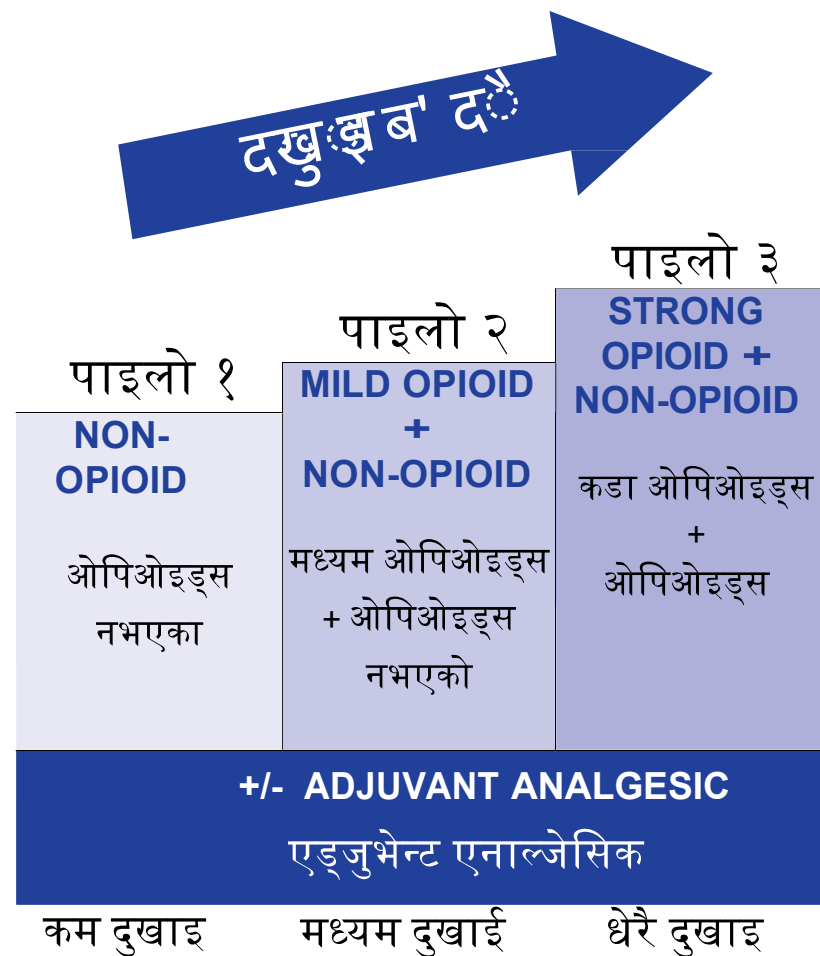 पाइलो ३
STRONG
OPIOID +
NON-OPIOID
कडा ओपिओइड्स
+
ओपिओइड्स
पाइलो २
MILD OPIOID
+
NON-OPIOID
मध्यम ओपिओइड्स
+ ओपिओइड्स
नभएको
पाइलो १
NON-
OPIOID
ओपिओइड्स
नभएका
+/- ADJUVANT ANALGESIC
एड्जुभेन्ट एनाल्जेसिक
कम दुखाइ
मध्यम दुखाई
धेरै दुखाइ